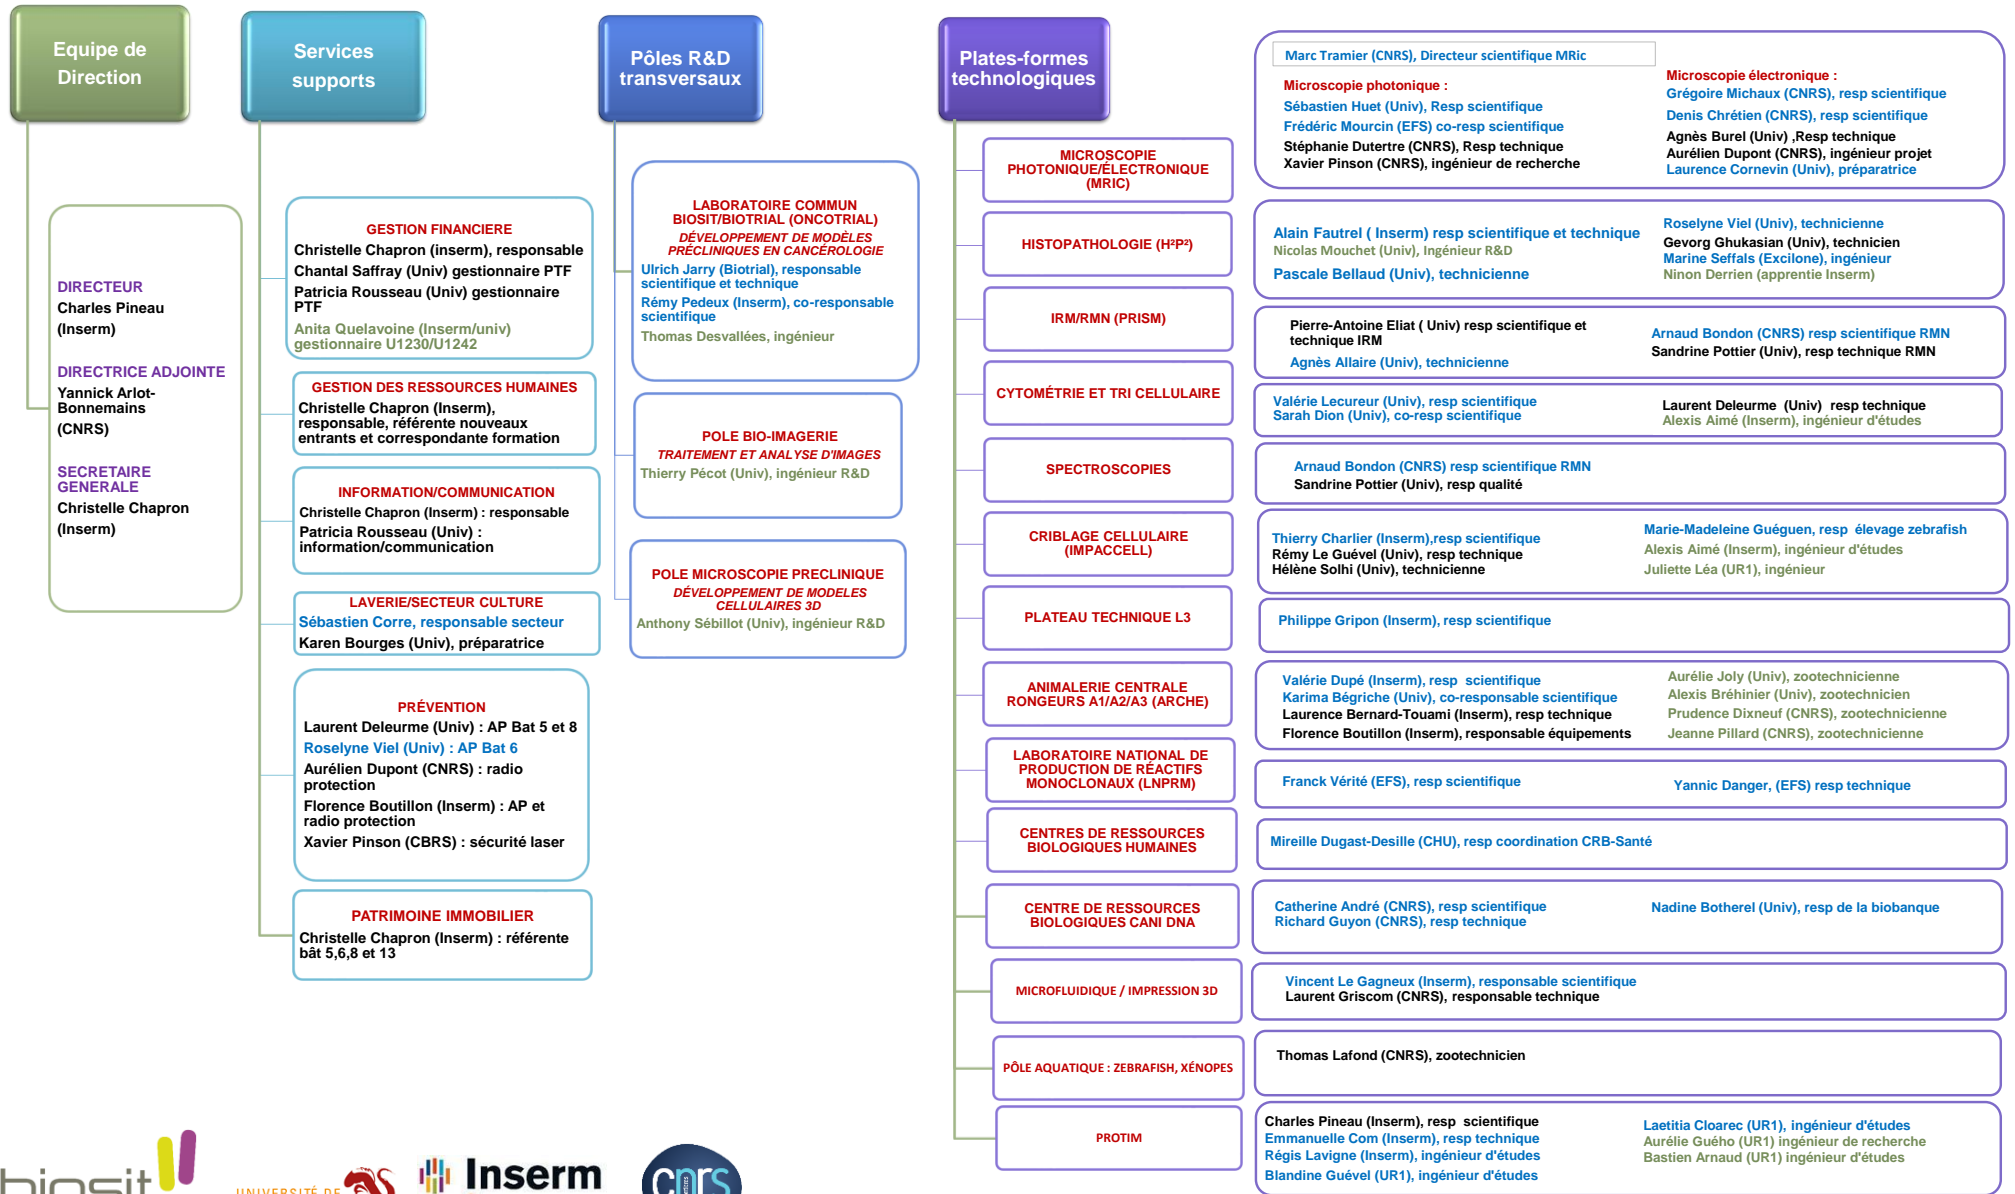 Equipe de
Direction
DIRECTEUR
Charles Pineau
(Inserm)
DIRECTRICE ADJOINTE
Yannick Arlot-
Bonnemains
(CNRS)
SECRETAIRE
GENERALE
Christelle Chapron
(Inserm)
Services
supports
GESTION FINANCIERE
Christelle Chapron (inserm), responsable
Chantal Saffray (Univ) gestionnaire PTF
Patricia Rousseau (Univ) gestionnaire
PTF
Anita Quelavoine (Inserm/univ)
gestionnaire U1230/U1242
GESTION DES RESSOURCES HUMAINES
Christelle Chapron (Inserm),
responsable, référente nouveaux
entrants et correspondante formation
INFORMATION/COMMUNICATION
Christelle Chapron (Inserm) : responsable
Patricia Rousseau (Univ) :
information/communication
LAVERIE/SECTEUR CULTURE
Sébastien Corre, responsable secteur
Karen Bourges (Univ), préparatrice
PRÉVENTION
Laurent Deleurme (Univ) : AP Bat 5 et 8
Roselyne Viel (Univ) : AP Bat 6
Aurélien Dupont (CNRS) : radio
protection
Florence Boutillon (Inserm) : AP et
radio protection
Xavier Pinson (CBRS) : sécurité laser
PATRIMOINE IMMOBILIER
Christelle Chapron (Inserm) : référente
bât 5,6,8 et 13
Pôles R&D
transversaux
LABORATOIRE COMMUN
BIOSIT/BIOTRIAL (ONCOTRIAL)
DÉVELOPPEMENT DE MODÈLES
PRÉCLINIQUES EN CANCÉROLOGIE
Ulrich Jarry (Biotrial), responsable
scientifique et technique
Rémy Pedeux (Inserm), co-responsable
scientifique
Thomas Desvallées, ingénieur
POLE BIO-IMAGERIE
TRAITEMENT ET ANALYSE D'IMAGES
Thierry Pécot (Univ), ingénieur R&D
POLE MICROSCOPIE PRECLINIQUE
DÉVELOPPEMENT DE MODELES
CELLULAIRES 3D
Anthony Sébillot (Univ), ingénieur R&D
Plates-formes
technologiques
MICROSCOPIE
PHOTONIQUE/ÉLECTRONIQUE
(MRIC)
Marc Tramier (CNRS), Directeur scientifique MRic
Microscopie photonique :
Sébastien Huet (Univ), Resp scientifique
Frédéric Mourcin (EFS) co-resp scientifique
Stéphanie Dutertre (CNRS), Resp technique
Xavier Pinson (CNRS), ingénieur de recherche
Microscopie électronique :
Grégoire Michaux (CNRS), resp scientifique
Denis Chrétien (CNRS), resp scientifique
Agnès Burel (Univ) ,Resp technique
Aurélien Dupont (CNRS), ingénieur projet
Laurence Cornevin (Univ), préparatrice
HISTOPATHOLOGIE (H²P²)
Alain Fautrel ( Inserm) resp scientifique et technique
Nicolas Mouchet (Univ), Ingénieur R&D
Pascale Bellaud (Univ), technicienne
Roselyne Viel (Univ), technicienne
Gevorg Ghukasian (Univ), technicien
Marine Seffals (Excilone), ingénieur
Ninon Derrien (apprentie Inserm)
IRM/RMN (PRISM)
Pierre-Antoine Eliat ( Univ) resp scientifique et
technique IRM
Agnès Allaire (Univ), technicienne
Arnaud Bondon (CNRS) resp scientifique RMN
Sandrine Pottier (Univ), resp technique RMN
CYTOMÉTRIE ET TRI CELLULAIRE
Valérie Lecureur (Univ), resp scientifique
Sarah Dion (Univ), co-resp scientifique
Laurent Deleurme (Univ) resp technique
Alexis Aimé (Inserm), ingénieur d'études
SPECTROSCOPIES
Arnaud Bondon (CNRS) resp scientifique RMN
Sandrine Pottier (Univ), resp qualité
CRIBLAGE CELLULAIRE
(IMPACCELL)
Thierry Charlier (Inserm),resp scientifique
Rémy Le Guével (Univ), resp technique
Hélène Solhi (Univ), technicienne
Marie-Madeleine Guéguen, resp élevage zebrafish
Alexis Aimé (Inserm), ingénieur d'études
Juliette Léa (UR1), ingénieur
PLATEAU TECHNIQUE L3
Philippe Gripon (Inserm), resp scientifique
ANIMALERIE CENTRALE
RONGEURS A1/A2/A3 (ARCHE)
Valérie Dupé (Inserm), resp scientifique
Karima Bégriche (Univ), co-responsable scientifique
Laurence Bernard-Touami (Inserm), resp technique
Florence Boutillon (Inserm), responsable équipements
Aurélie Joly (Univ), zootechnicienne
Alexis Bréhinier (Univ), zootechnicien
Prudence Dixneuf (CNRS), zootechnicienne
Jeanne Pillard (CNRS), zootechnicienne
LABORATOIRE NATIONAL DE
PRODUCTION DE RÉACTIFS
MONOCLONAUX (LNPRM)
Franck Vérité (EFS), resp scientifique
Yannic Danger, (EFS) resp technique
CENTRES DE RESSOURCES
BIOLOGIQUES HUMAINES
Mireille Dugast-Desille (CHU), resp coordination CRB-Santé
CENTRE DE RESSOURCES
BIOLOGIQUES CANI DNA
Catherine André (CNRS), resp scientifique
Richard Guyon (CNRS), resp technique
Nadine Botherel (Univ), resp de la biobanque
MICROFLUIDIQUE / IMPRESSION 3D
Vincent Le Gagneux (Inserm), responsable scientifique
Laurent Griscom (CNRS), responsable technique
PÔLE AQUATIQUE : ZEBRAFISH, XÉNOPES
Thomas Lafond (CNRS), zootechnicien
PROTIM
Charles Pineau (Inserm), resp scientifique
Emmanuelle Com (Inserm), resp technique
Régis Lavigne (Inserm), ingénieur d'études
Blandine Guével (UR1), ingénieur d'études
Laetitia Cloarec (UR1), ingénieur d'études
Aurélie Guého (UR1) ingénieur de recherche
Bastien Arnaud (UR1) ingénieur d'études
biosit
UNIVERSITÉ DE
Inserm
cnrs